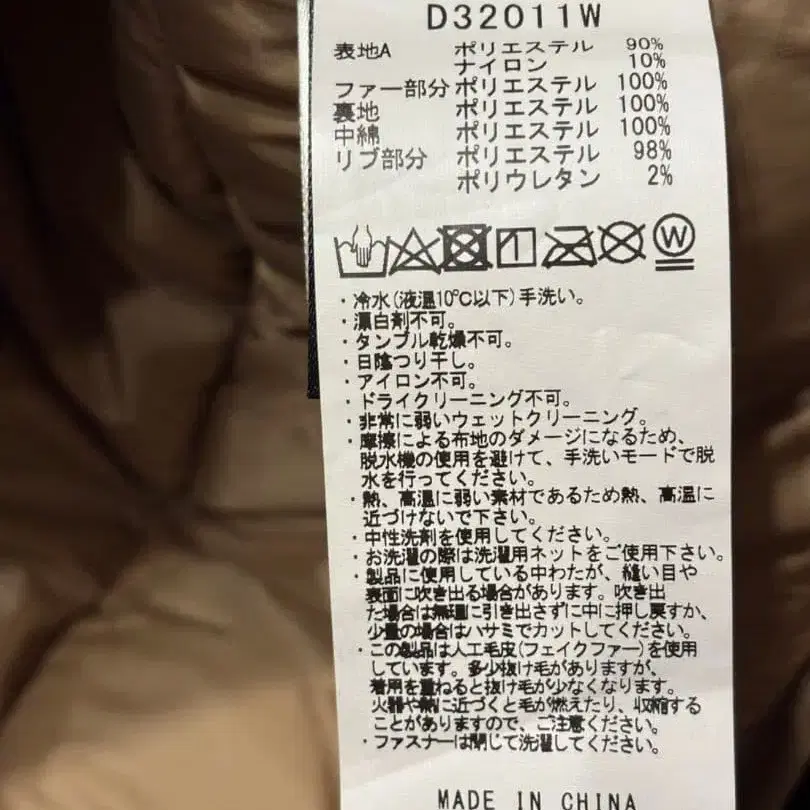 D32011W
表地A ポリエステル 90%
ナイロン 10%
ファー部分 ポリエステル 100%
裏地 ポリエステル 100%
中綿 ポリエステル 100%
リブ部分 ポリエステル 98%
ポリウレタン 2%
W
・冷水(液温10℃以下)手洗い。
・漂白剤不可。
・タンブル乾燥不可。
・日陰つり干し。
・アイロン不可。
・ドライクリーニング不可。
・非常に弱いウェットクリーニング。
・摩擦による布地のダメージになるため、
脱水機の使用を避けて、手洗いモードで脱
水を行ってください。
・熱、高温に弱い素材であるため熱、高温に
近づけないで下さい。
・中性洗剤を使用してください。
・お洗濯の際は洗濯用ネットをご使用下さい。
・製品に使用している中わたが、縫い目や
表面に吹き出る場合があります。吹き出
た場合は無理に引き出さずに中に押し戻すか、
少量の場合はハサミでカットしてください。
・この製品は人工毛皮(フェイクファー)を使用
しています。多少抜け毛がありますが、
着用を重ねると抜け毛が少なくなります。
火器や熱に近づくと毛が燃えたり、収縮する
ことがありますので、ご注意ください。
・ファスナーは閉じて洗濯してください。
MADE IN CHINA